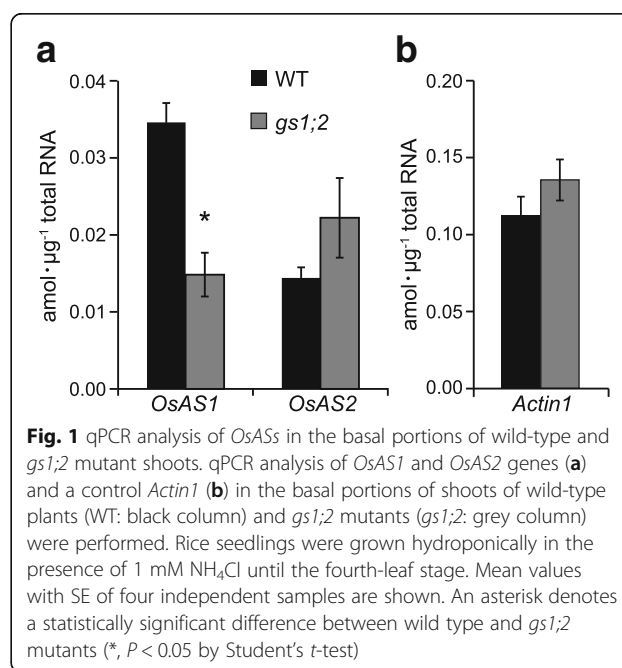 a
b
0.04
0.03
0.02
0.01
0.00
amol·µg⁻¹ total RNA
WT
gs1;2
*
OsAS1
OsAS2
0.20
0.15
0.10
0.05
0.00
amol·µg⁻¹ total RNA
Actin1
Fig. 1 qPCR analysis of OsASs in the basal portions of wild-type and
gs1;2 mutant shoots. qPCR analysis of OsAS1 and OsAS2 genes (a)
and a control Actin1 (b) in the basal portions of shoots of wild-type
plants (WT: black column) and gs1;2 mutants (gs1;2: grey column)
were performed. Rice seedlings were grown hydroponically in the
presence of 1 mM NH₄Cl until the fourth-leaf stage. Mean values
with SE of four independent samples are shown. An asterisk denotes
a statistically significant difference between wild type and gs1;2
mutants (*, P < 0.05 by Student's t-test)